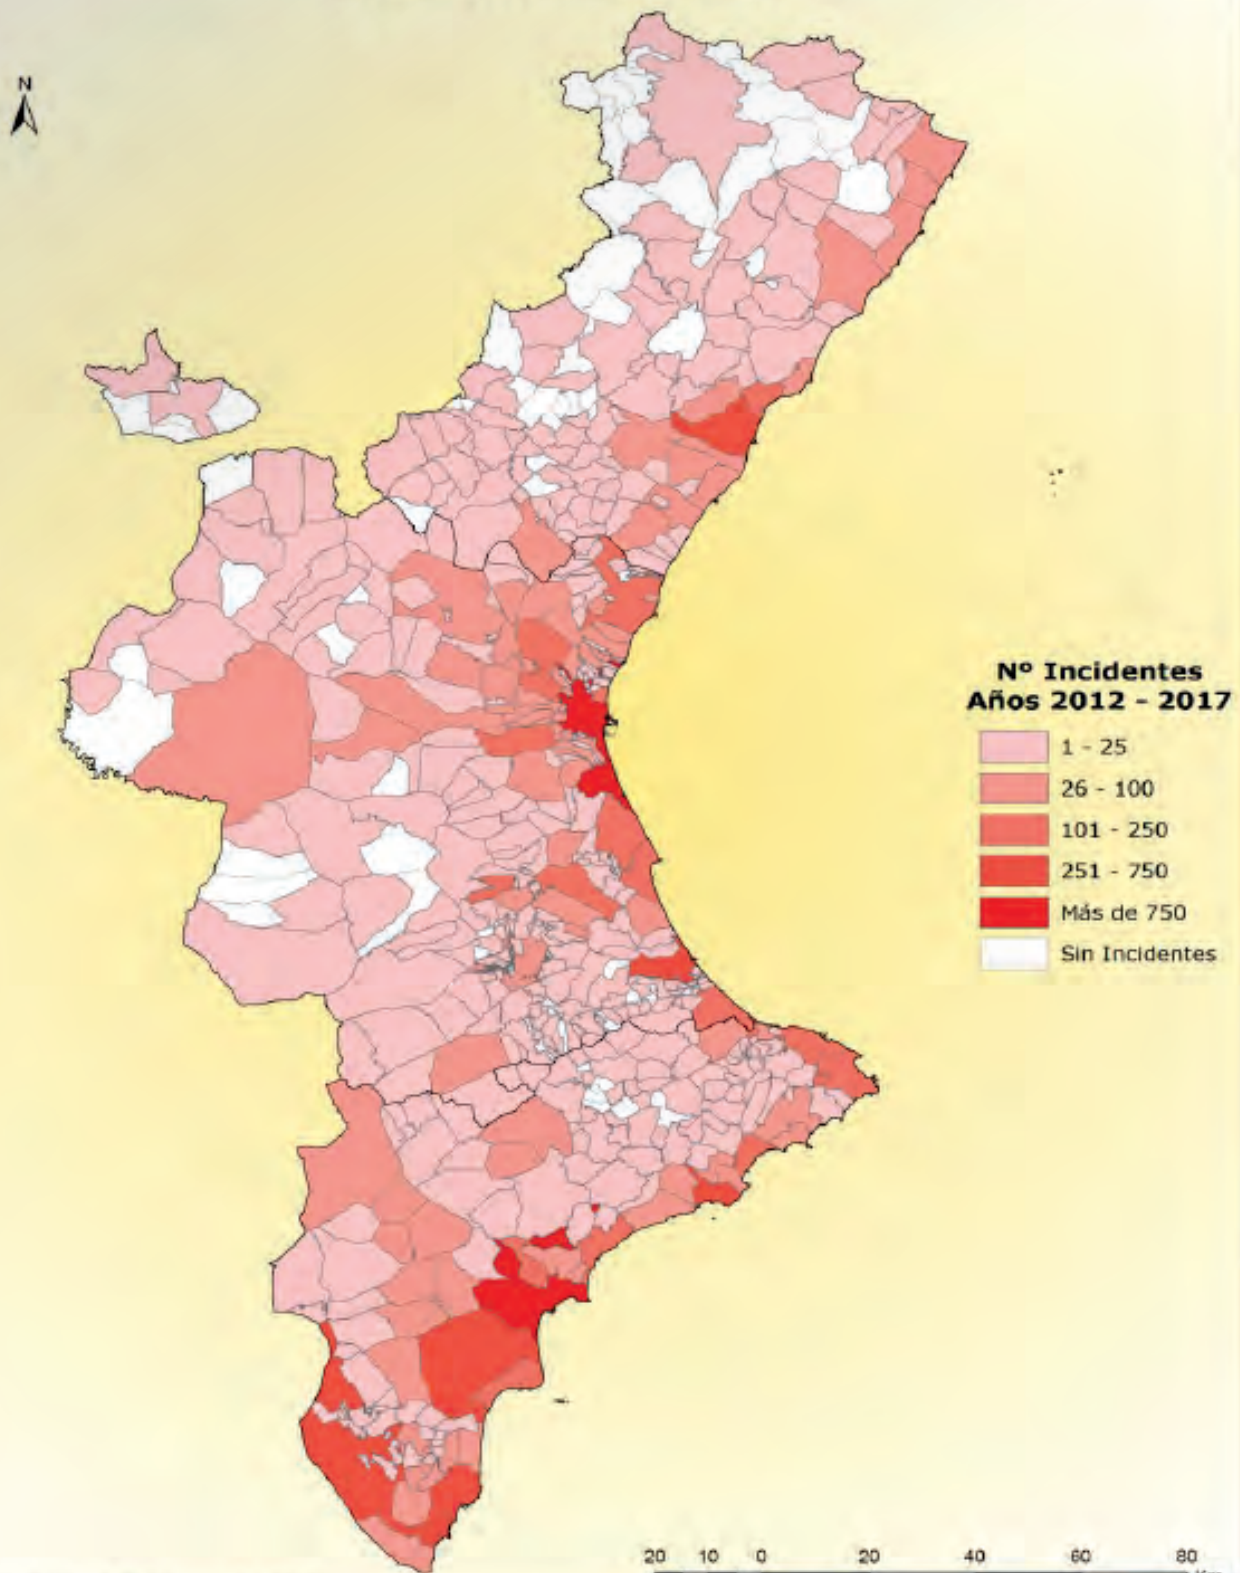 N
Nº Incidentes
Años 2012 - 2017
1 - 25
26 - 100
101 - 250
251 - 750
Más de 750
Sin Incidentes
20 10 0 20 40 60 80